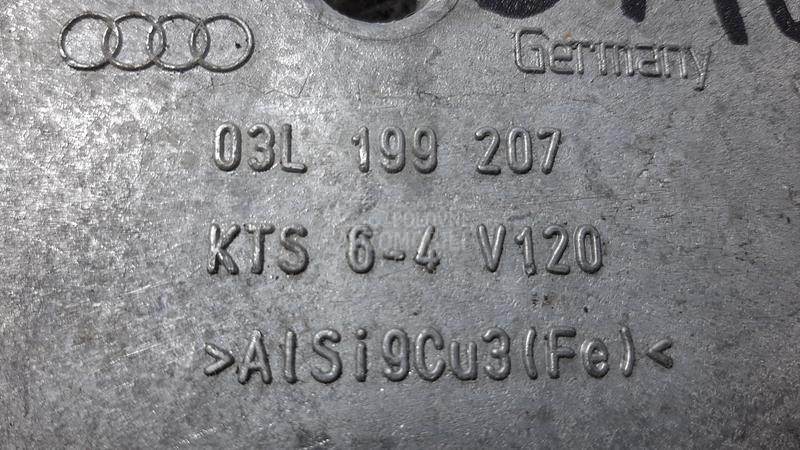 Germany
03L 199 207
KTS 6-4 V120
>AlSi9Cu3(Fe)<